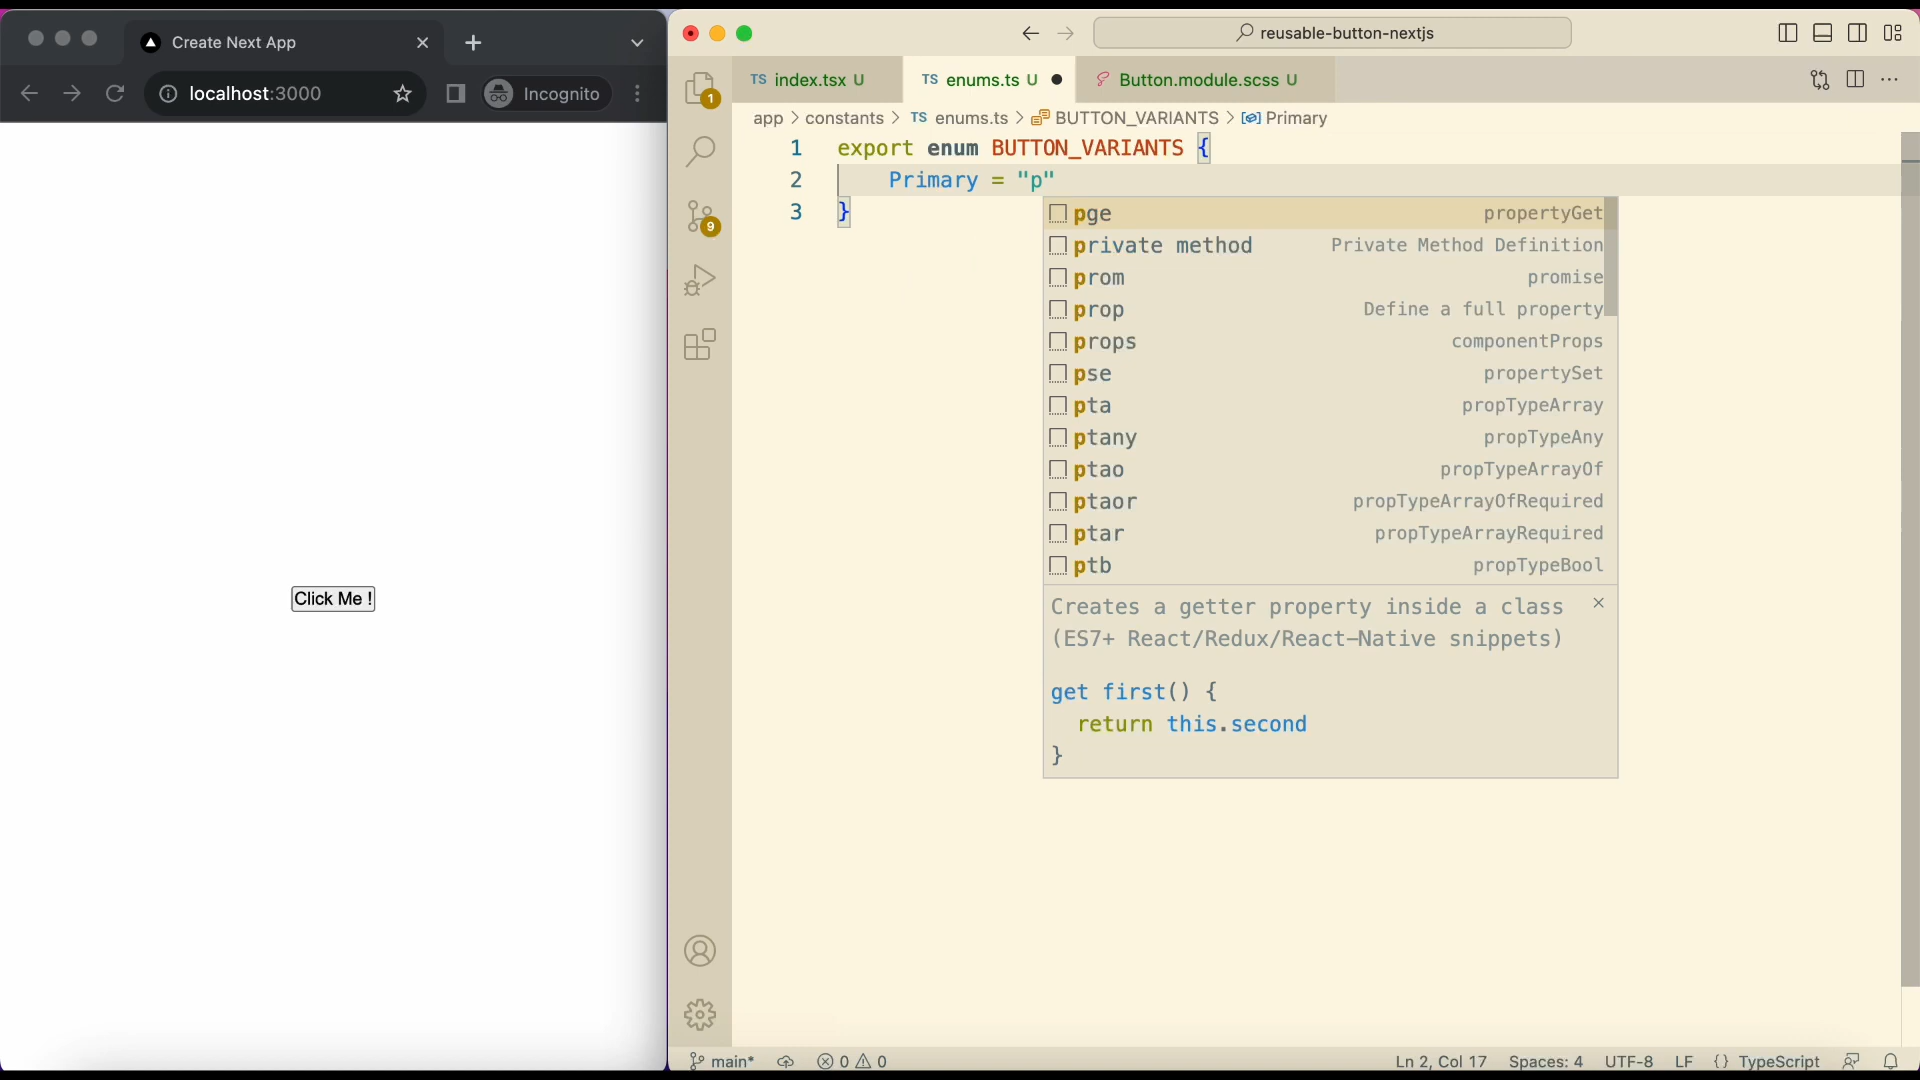 Create Next App
localhost:3000
Incognito
Click Me !
reusable-button-nextjs
TS index.tsx U
TS enums.ts U
Button.module.scss U
app > constants > TS enums.ts > BUTTON_VARIANTS > Primary
1
9
1 export enum BUTTON_VARIANTS {
2 Primary = "p"
3 }
pge propertyGet
private method Private Method Definition
prom promise
prop Define a full property
props componentProps
pse propertySet
pta propTypeArray
ptany propTypeAny
ptao propTypeArrayOf
ptaor propTypeArrayOfRequired
ptar propTypeArrayRequired
ptb propTypeBool
Creates a getter property inside a class
(ES7+ React/Redux/React-Native snippets)
get first() {
return this.second
}
main* 0 0 Ln 2, Col 17 Spaces: 4 UTF-8 LF {} TypeScript